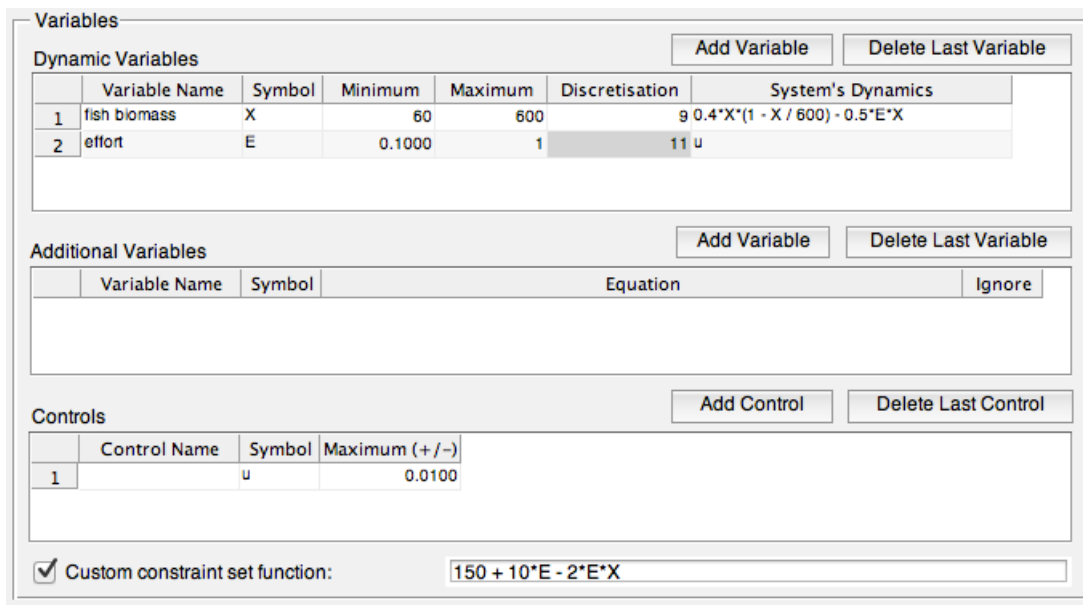 Variables
Dynamic Variables Add Variable Delete Last Variable
Variable Name Symbol Minimum Maximum Discretisation System's Dynamics
1 fish biomass X 60 600 9 0.4*X*(1 - X / 600) - 0.5*E*X
2 effort E 0.1000 1 11 u
Additional Variables Add Variable Delete Last Variable
Variable Name Symbol Equation Ignore
Controls Add Control Delete Last Control
Control Name Symbol Maximum (+/-)
1 u 0.0100
Custom constraint set function: 150 + 10*E - 2*E*X